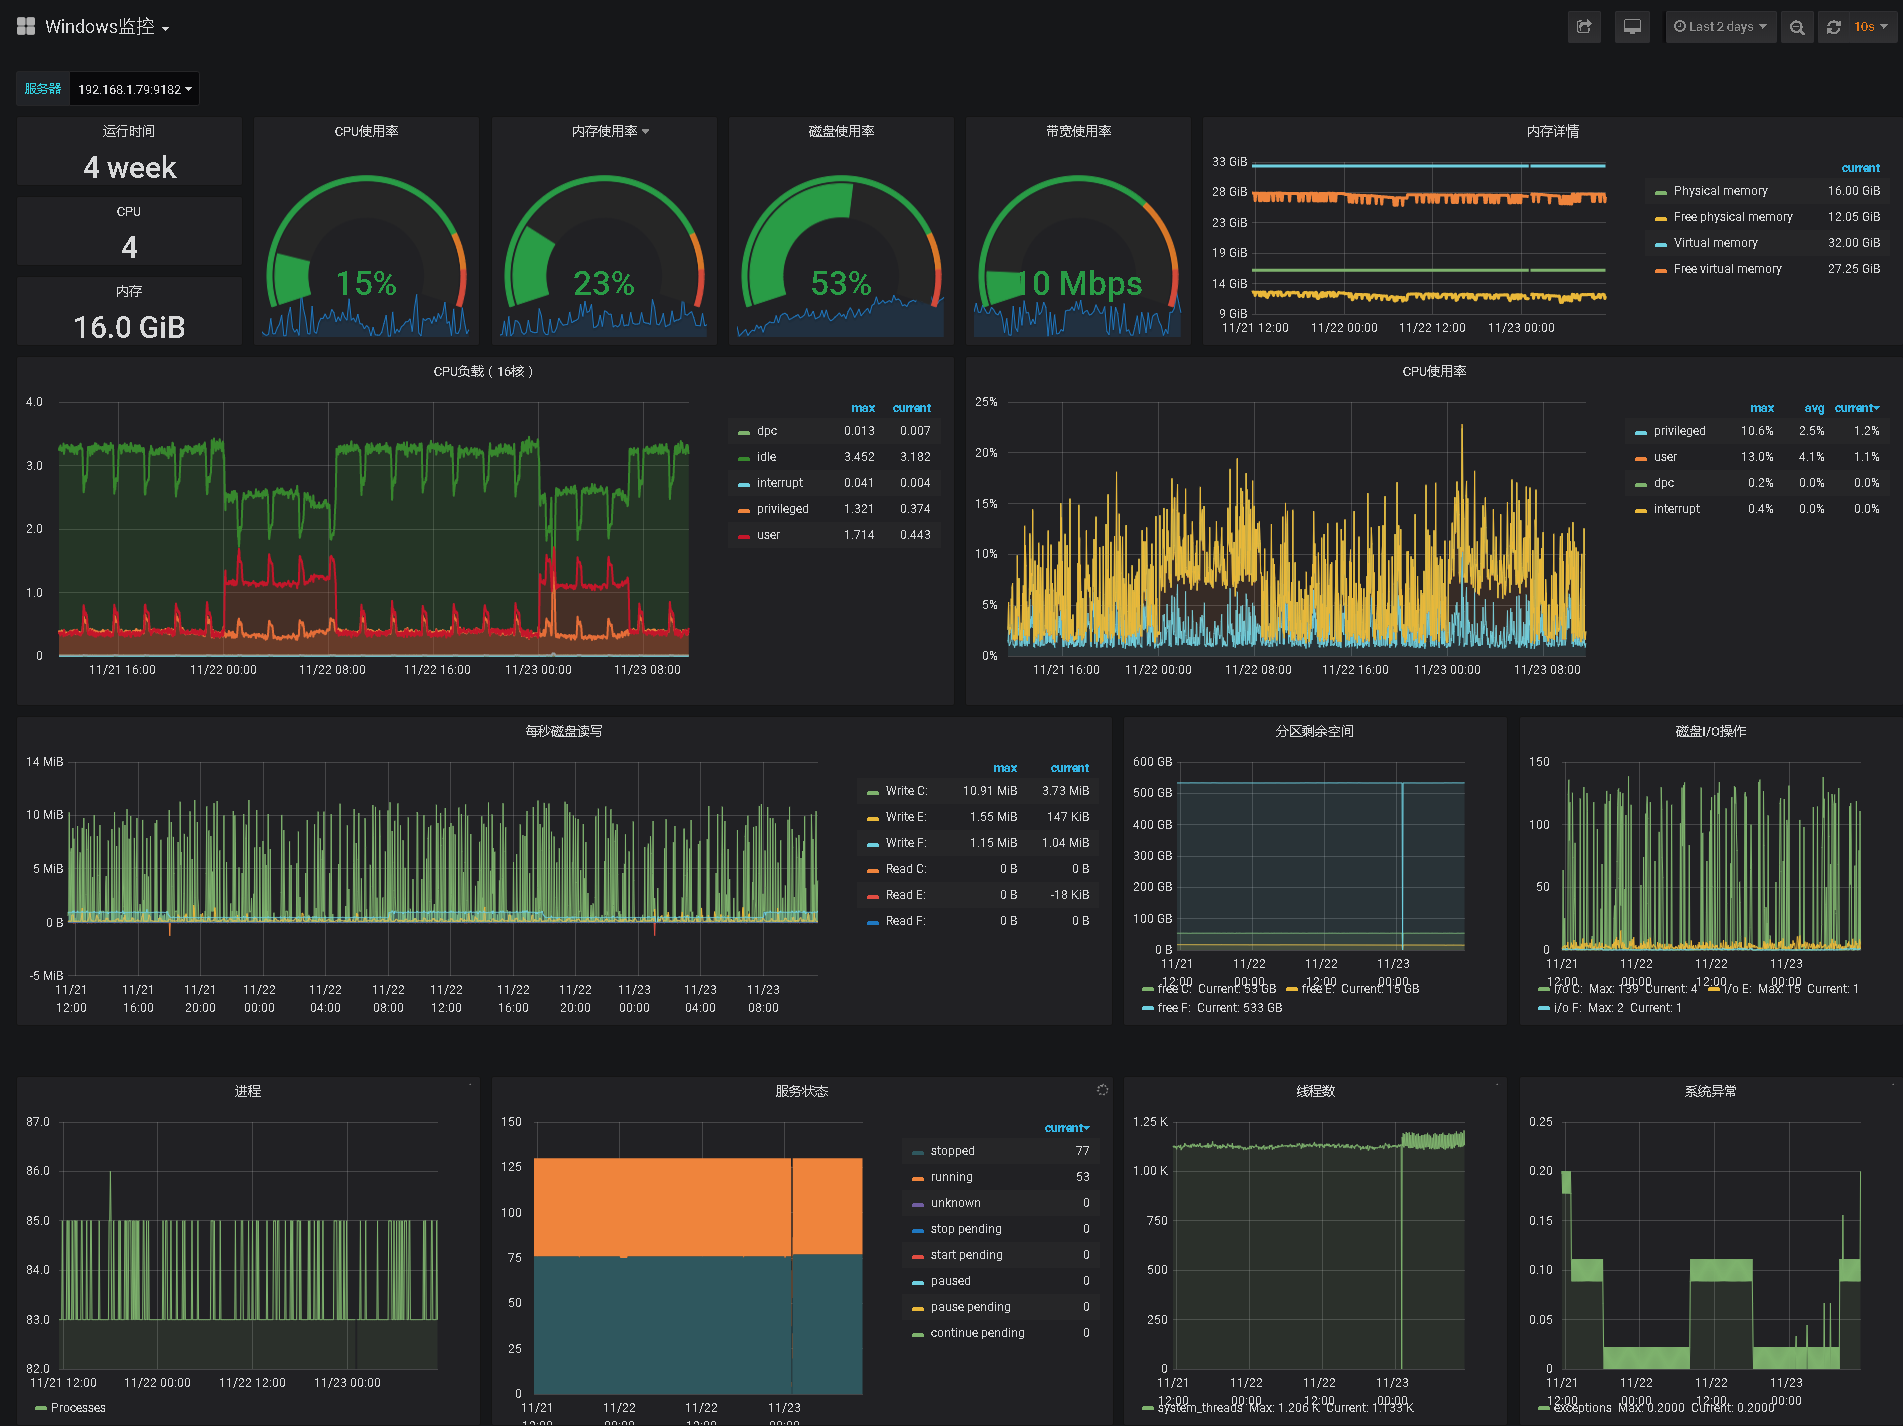 Windows监控
Last 2 days
10s
服务器 192.168.1.79:9182
运行时间
4 week
CPU
4
内存
16.0 GiB
CPU使用率
15%
内存使用率
23%
磁盘使用率
53%
带宽使用率
10 Mbps
内存详情
33 GiB
28 GiB
23 GiB
19 GiB
14 GiB
9 GiB
11/21 12:00 11/22 00:00 11/22 12:00 11/23 00:00
current
Physical memory 16.00 GiB
Free physical memory 12.05 GiB
Virtual memory 32.00 GiB
Free virtual memory 27.25 GiB
CPU负载（16核）
4.0
3.0
2.0
1.0
0
11/21 16:00 11/22 00:00 11/22 08:00 11/22 16:00 11/23 00:00 11/23 08:00
max current
dpc 0.013 0.007
idle 3.452 3.182
interrupt 0.041 0.004
privileged 1.321 0.374
user 1.714 0.443
CPU使用率
25%
20%
15%
10%
5%
0%
11/21 16:00 11/22 00:00 11/22 08:00 11/22 16:00 11/23 00:00 11/23 08:00
max avg current
privileged 10.6% 2.5% 1.2%
user 13.0% 4.1% 1.1%
dpc 0.2% 0.0% 0.0%
interrupt 0.4% 0.0% 0.0%
每秒磁盘读写
14 MiB
10 MiB
5 MiB
0 B
-5 MiB
11/21 11/21 11/21 11/22 11/22 11/22 11/22 11/22 11/22 11/23 11/23 11/23
12:00 16:00 20:00 00:00 04:00 08:00 12:00 16:00 20:00 00:00 04:00 08:00
max current
Write C: 10.91 MiB 3.73 MiB
Write E: 1.55 MiB 147 KiB
Write F: 1.15 MiB 1.04 MiB
Read C: 0 B 0 B
Read E: 0 B -18 KiB
Read F: 0 B 0 B
分区剩余空间
600 GB
500 GB
400 GB
300 GB
200 GB
100 GB
0 B
11/21 11/22 11/22 11/23
12:00 00:00 12:00 00:00
free C: Current: 53 GB free E: Current: 15 GB
free F: Current: 533 GB
磁盘I/O操作
150
100
50
0
11/21 11/22 11/22 11/23
12:00 00:00 12:00 00:00
i/o C: Max: 139 Current: 4 i/o E: Max: 15 Current: 1
i/o F: Max: 2 Current: 1
进程
87.0
86.0
85.0
84.0
83.0
82.0
11/21 12:00 11/22 00:00 11/22 12:00 11/23 00:00
Processes
服务状态
150
125
100
75
50
25
0
11/21 11/22 11/22 11/23
12:00 00:00 12:00 00:00
current
stopped 77
running 53
unknown 0
stop pending 0
start pending 0
paused 0
pause pending 0
continue pending 0
线程数
1.25 K
1.00 K
750
500
250
0
11/21 11/22 11/22 11/23
12:00 00:00 12:00 00:00
system_threads Max: 1.206 K Current: 1.133 K
系统异常
0.25
0.20
0.15
0.10
0.05
0
11/21 11/22 11/22 11/23
12:00 00:00 12:00 00:00
exceptions Max: 0.2000 Current: 0.2000